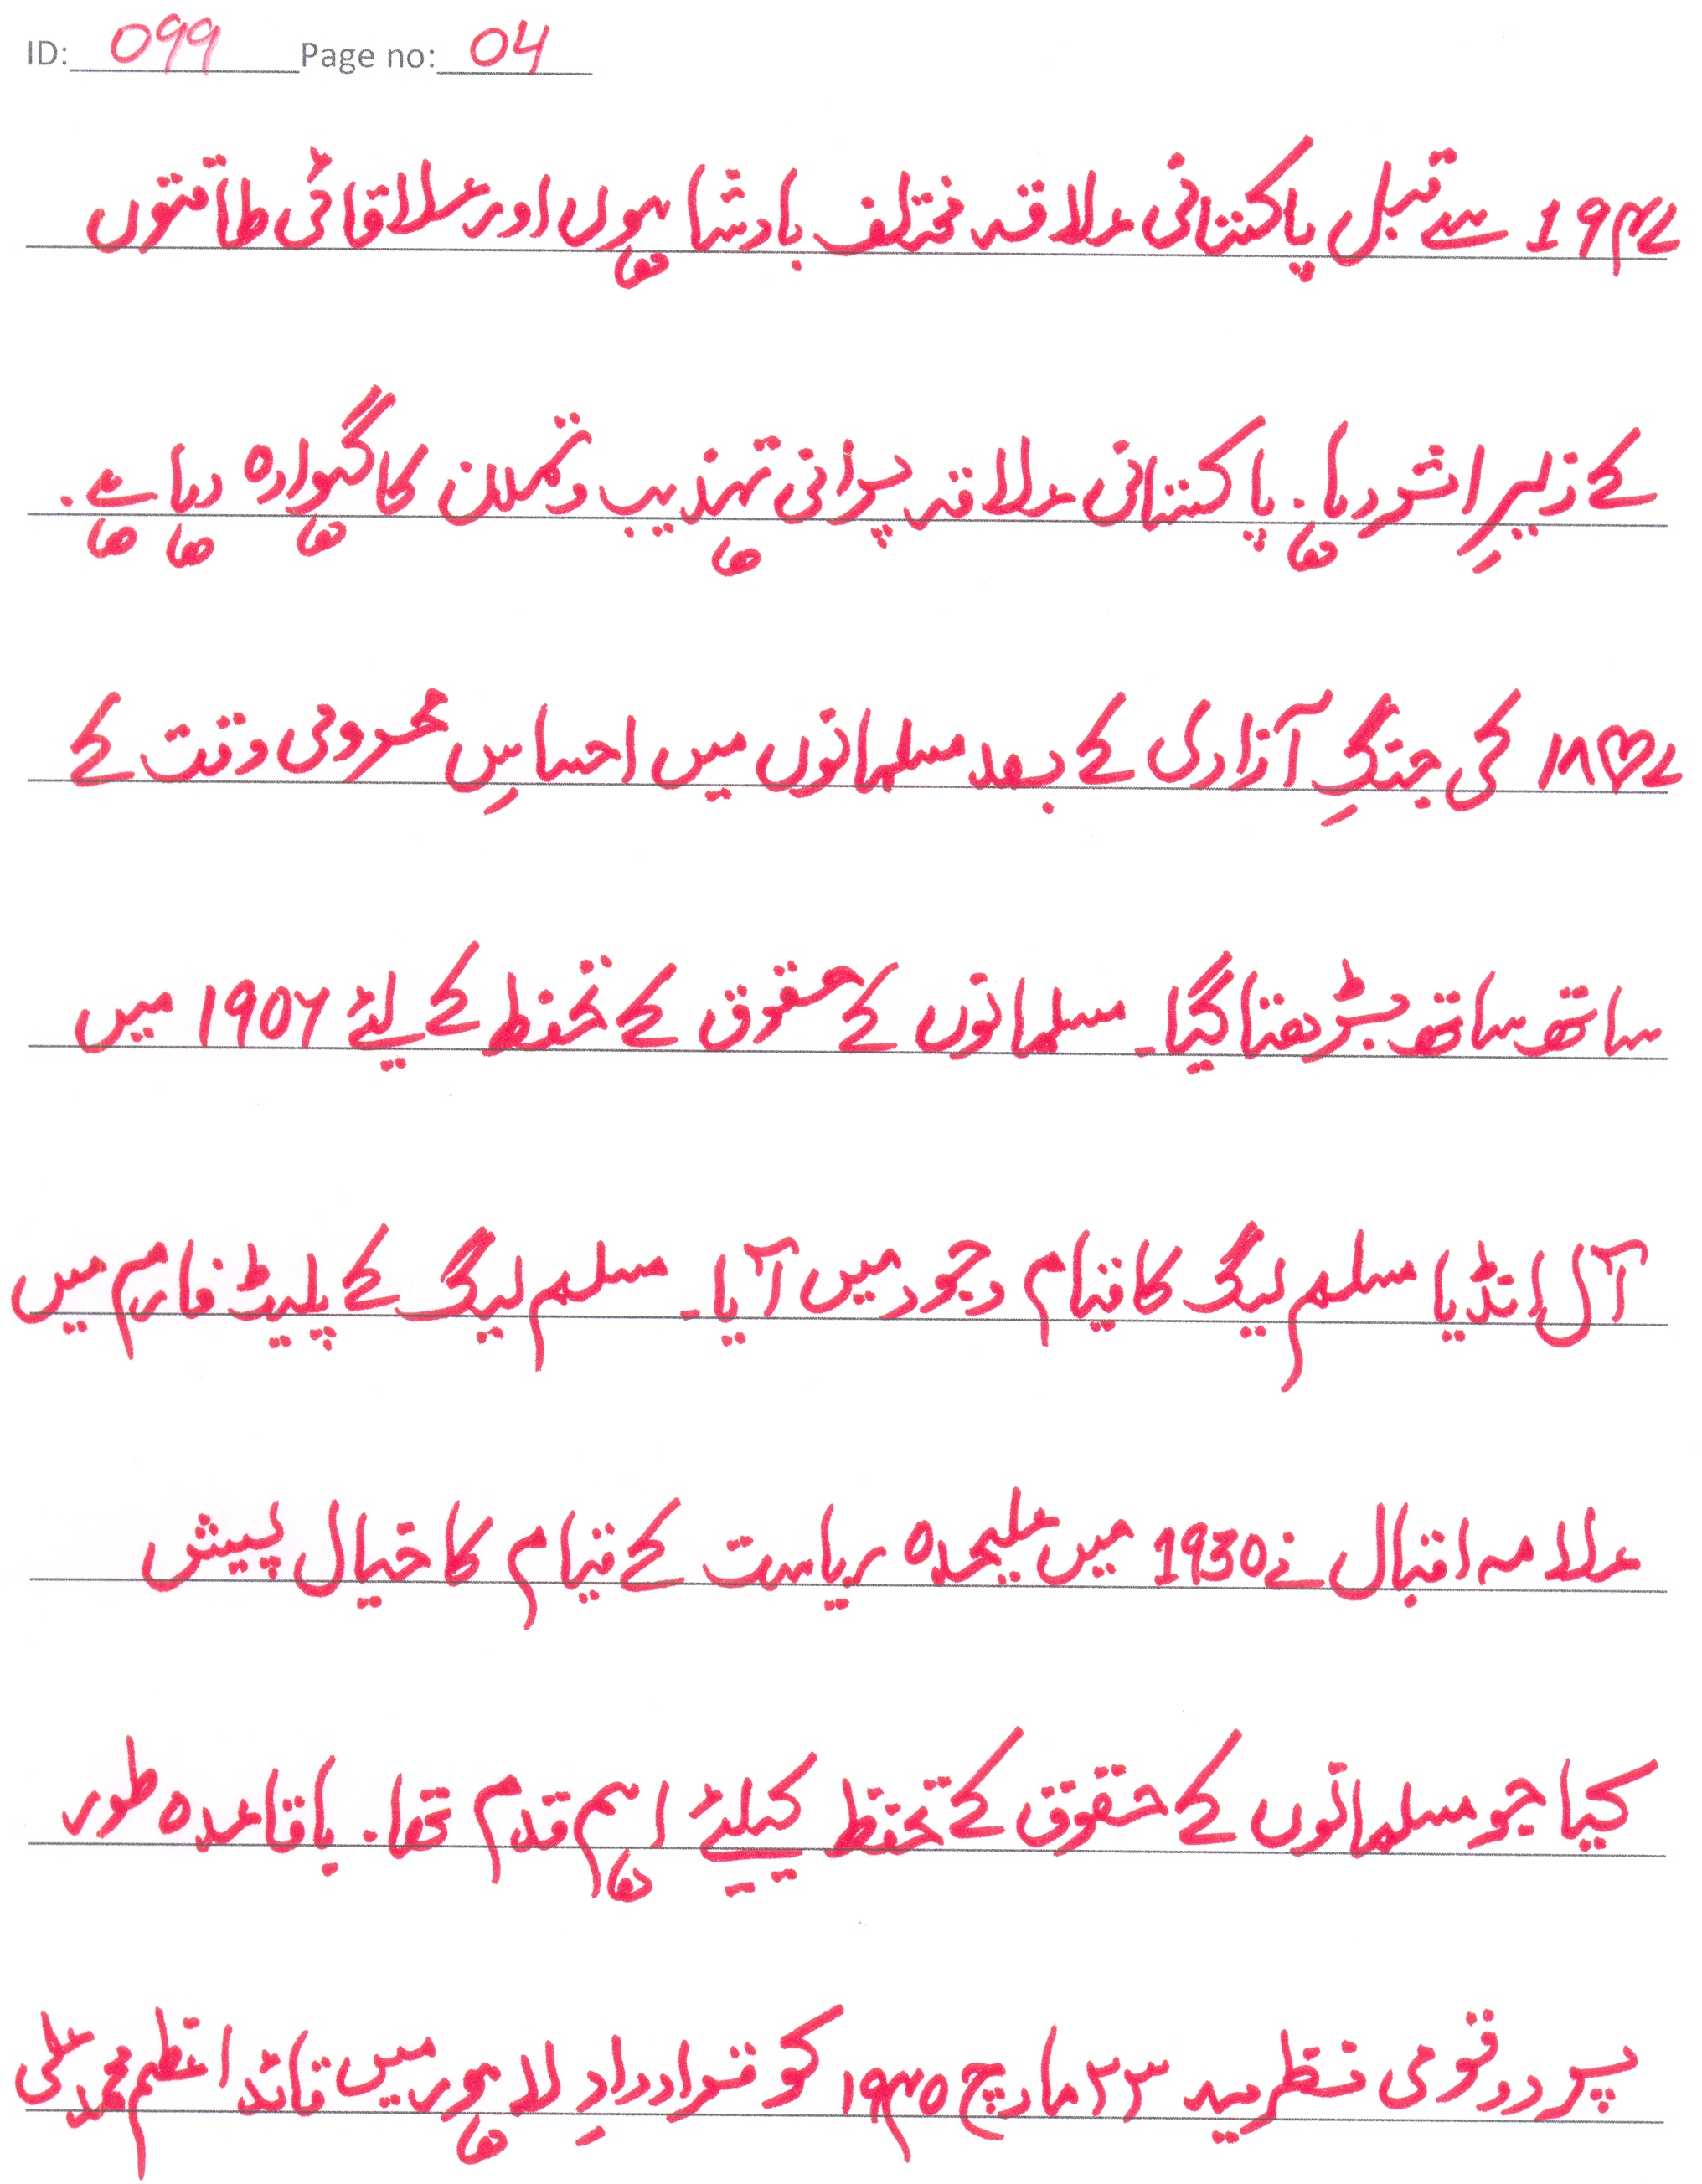 ID: 099 Page no: 04
۱۹۴۷ سے قبل پاکستانی علاقہ مختلف بادشاہوں اور علاقائی طاقتوں
کے زیرِ اثر رہا۔ پاکستانی علاقہ پرانی تہذیب و تمدن کا گہوارہ رہا ہے۔
۱۸۵۷ کی جنگِ آزادی کے بعد مسلمانوں میں احساسِ محرومی وقت کے
ساتھ ساتھ بڑھتا گیا۔ مسلمانوں کے حقوق کے تحفظ کے لیئے ۱۹۰۶ میں
آل انڈیا مسلم لیگ کا قیام وجود میں آیا۔ مسلم لیگ کے پلیٹ فارم میں
علامہ اقبال نے 1930 میں علیحدہ ریاست کے قیام کا خیال پیش
کیا جو مسلمانوں کے حقوق کے تحفظ کیلئے اہم قدم تھا۔ باقاعدہ طور
پر دو قومی نظریہ ۲۳ مارچ ۱۹۴۰ کو قراردادِ لاہور میں قائد اعظم محمد علی